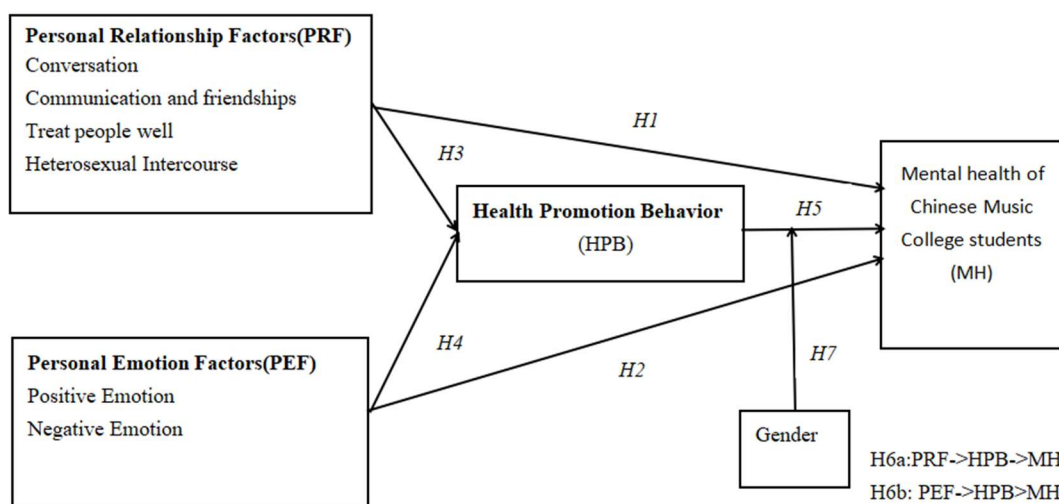 Personal Relationship Factors(PRF)
Conversation
Communication and friendships
Treat people well
Heterosexual Intercourse
H1
H3
Health Promotion Behavior
(HPB)
H5
Mental health of
Chinese Music
College students
(MH)
H4
H2
H7
Personal Emotion Factors(PEF)
Positive Emotion
Negative Emotion
Gender
H6a:PRF->HPB->MH
H6b: PEF->HPB>MH